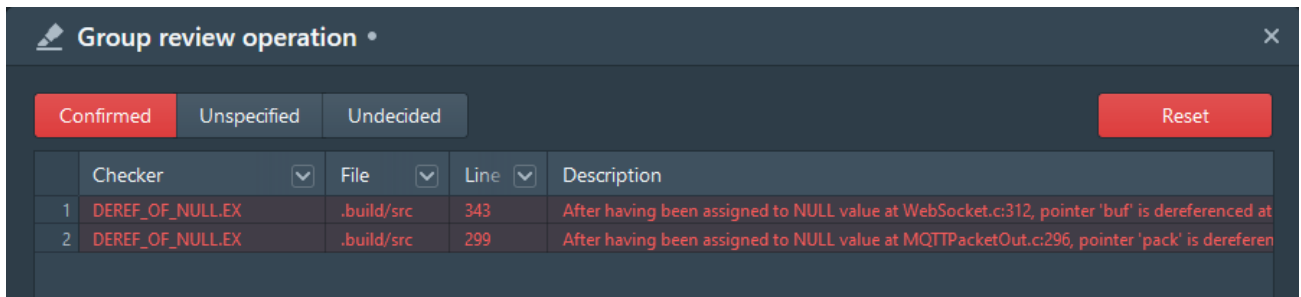 Group review operation •
Confirmed Unspecified Undecided Reset
Checker File Line Description
1 DEREF_OF_NULL.EX .build/src 343 After having been assigned to NULL value at WebSocket.c:312, pointer 'buf' is dereferenced at
2 DEREF_OF_NULL.EX .build/src 299 After having been assigned to NULL value at MQTTPacketOut.c:296, pointer 'pack' is dereferen